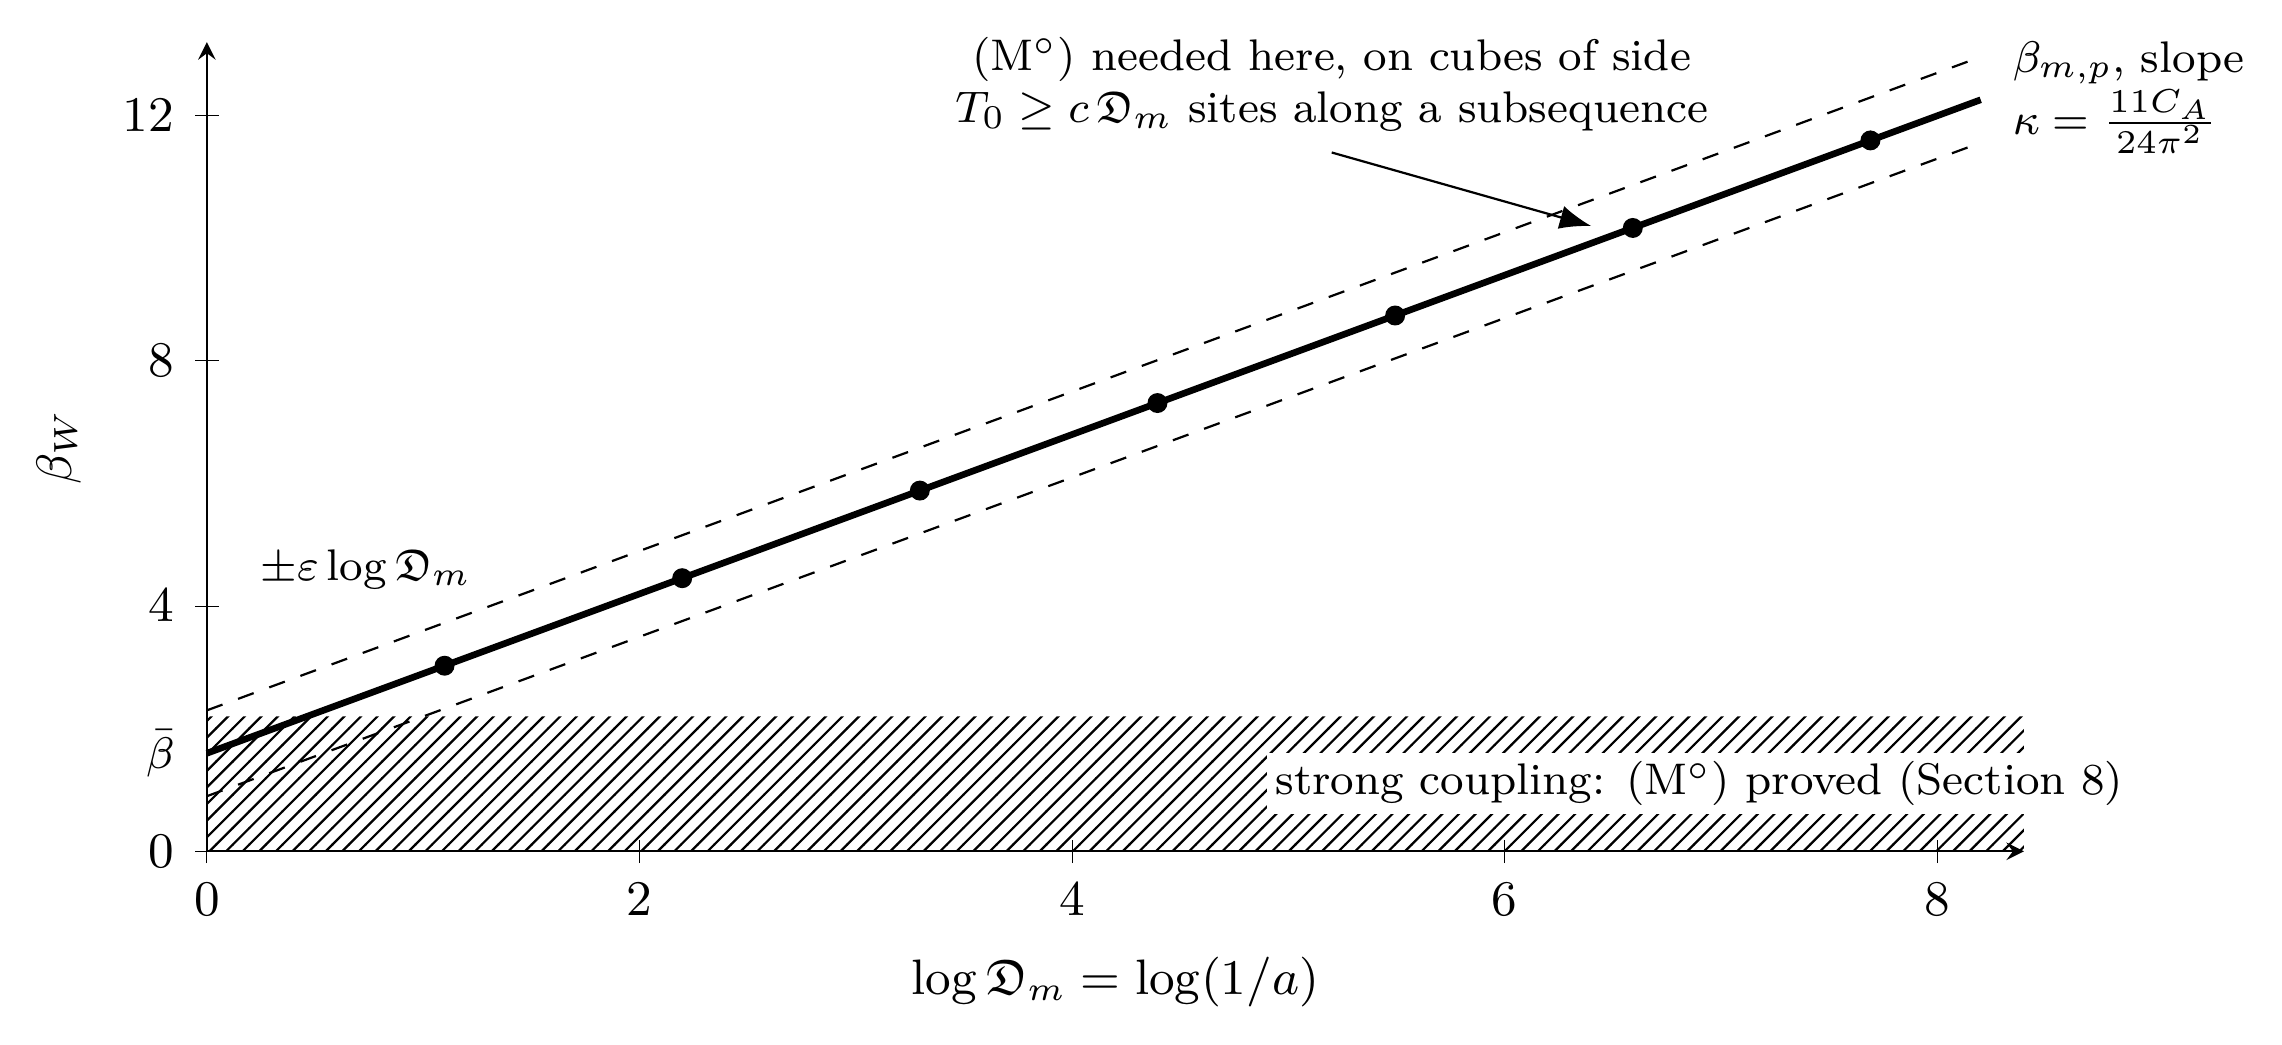 (M°) needed here, on cubes of side
T₀ ≥ c 𝔇ₘ sites along a subsequence
β_{m,p}, slope
κ = \frac{11C_A}{24π²}
12
8
β_W
±ε log 𝔇ₘ
4
β̄
strong coupling: (M°) proved (Section 8)
0
0 2 4 6 8
log 𝔇ₘ = log(1/a)